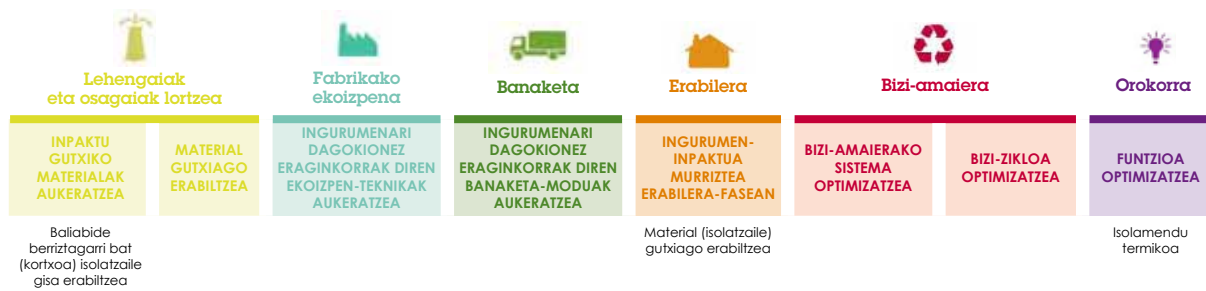 Lehengaiak
eta osagaiak lortzea
Fabrikako
ekoizpena
Banaketa
Erabilera
Bizi-amaiera
Orokorra
INPAKTU
GUTXIKO
MATERIALAK
AUKERATZEA
MATERIAL
GUTXIAGO
ERABILTZEA
INGURUMENARI
DAGOKIONEZ
ERAGINKORRAK DIREN
EKOIZPEN-TEKNIKAK
AUKERATZEA
INGURUMENARI
DAGOKIONEZ
ERAGINKORRAK DIREN
BANAKETA-MODUAK
AUKERATZEA
INGURUMEN-
INPAKTUA
MURRIZTEA
ERABILERA-FASEAN
BIZI-AMAIERAKO
SISTEMA
OPTIMIZATZEA
BIZI-ZIKLOA
OPTIMIZATZEA
FUNTZIOA
OPTIMIZATZEA
Baliabide
berriztagarri bat
(kortxoa) isolatzaile
gisa erabiltzea
Material (isolatzaile)
gutxiago erabiltzea
Isolamendu
termikoa